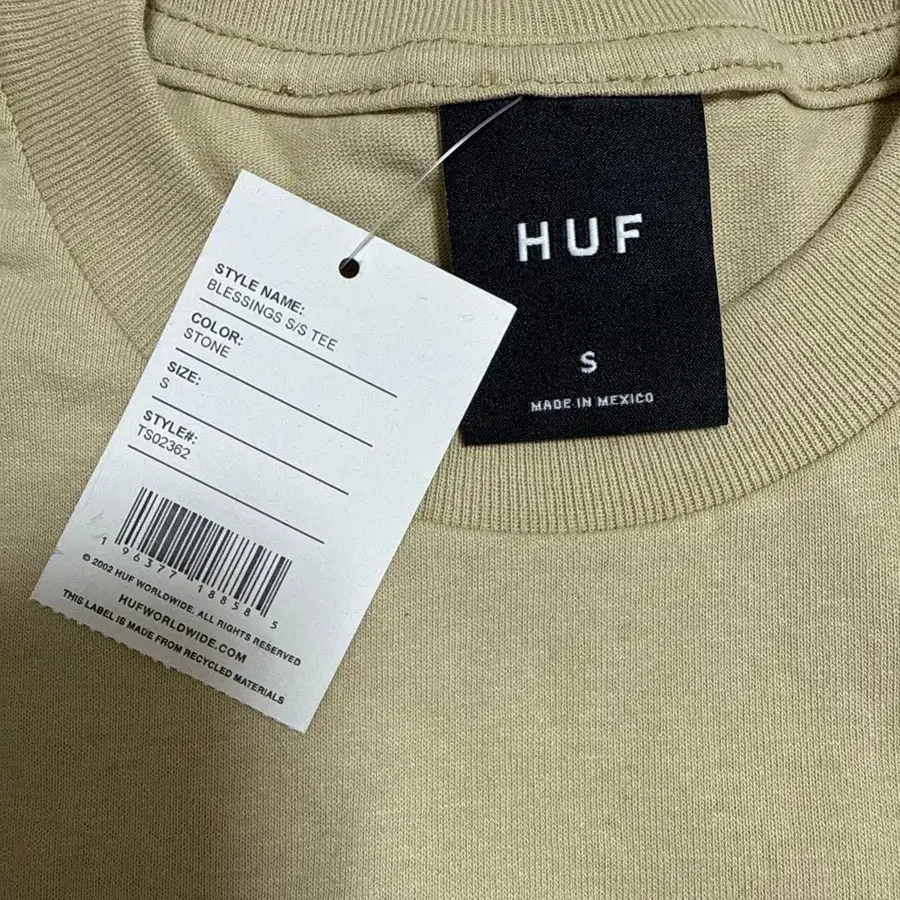 STYLE NAME:
BLESSINGS S/S TEE
COLOR:
STONE
SIZE:
S
STYLE#:
TS02362
1 96377 18858 5
© 2002 HUF WORLDWIDE. ALL RIGHTS RESERVED
HUFWORLDWIDE.COM
THIS LABEL IS MADE FROM RECYCLED MATERIALS
HUF
S
MADE IN MEXICO